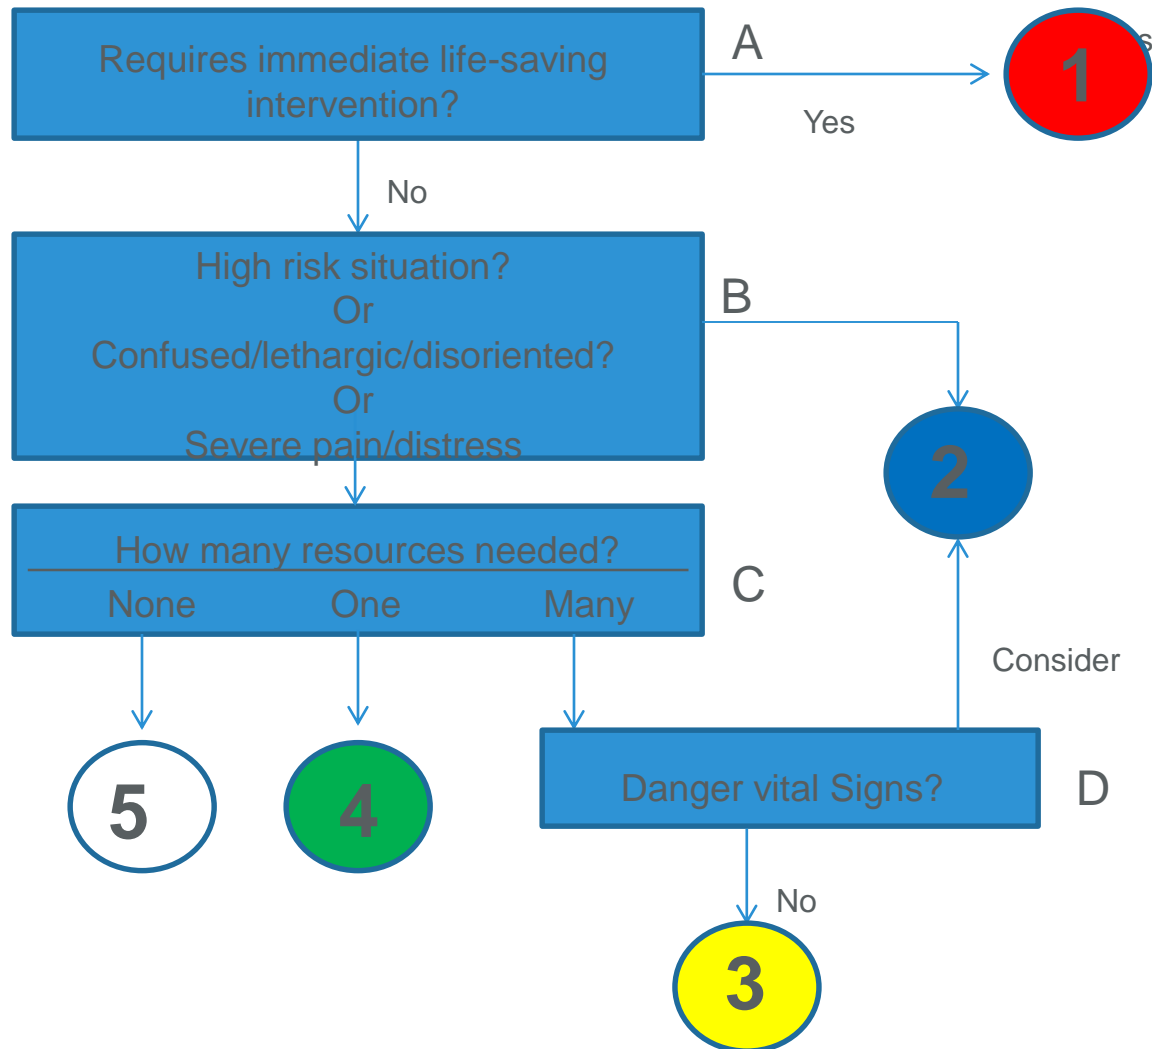 Requires immediate life-saving
intervention?
A
Yes
1
s
No
High risk situation?
Or
Confused/lethargic/disoriented?
Or
Severe pain/distress
B
2
How many resources needed?
None One Many
C
Consider
5
4
Danger vital Signs?
D
No
3